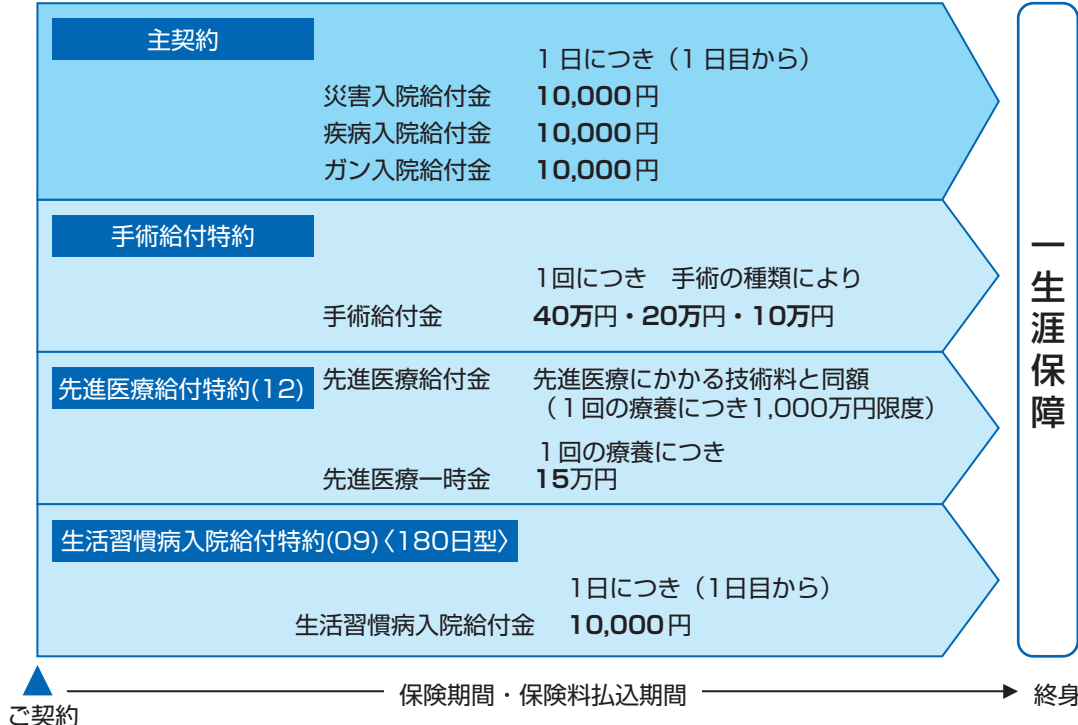 主契約
1日につき（1日目から）
災害入院給付金 10,000円
疾病入院給付金 10,000円
ガン入院給付金 10,000円
手術給付特約
1回につき 手術の種類により
手術給付金 40万円・20万円・10万円
先進医療給付特約(12) 先進医療給付金 先進医療にかかる技術料と同額
（1回の療養につき1,000万円限度）
1回の療養につき
先進医療一時金 15万円
生活習慣病入院給付特約(09)〈180日型〉
1日につき（1日目から）
生活習慣病入院給付金 10,000円
一生涯保障
ご契約
保険期間・保険料払込期間
終身